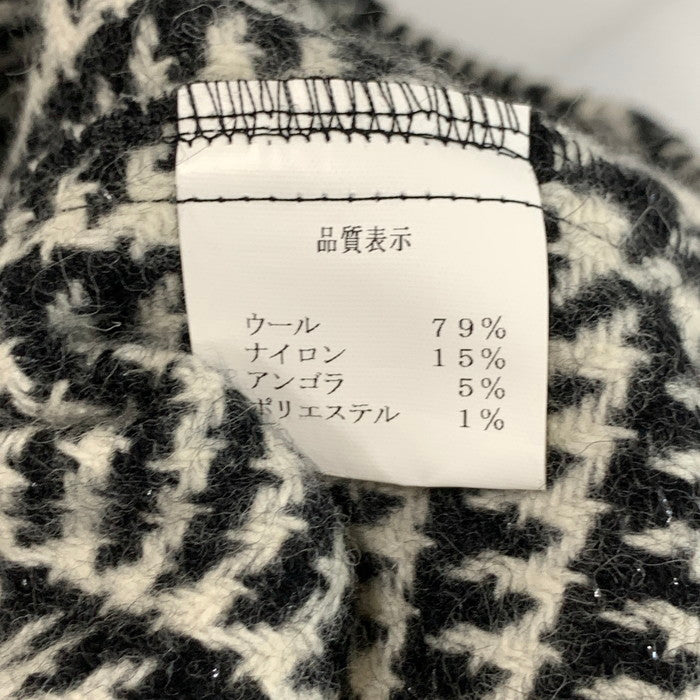 品質表示
ウール ７９％
ナイロン １５％
アンゴラ ５％
ポリエステル １％